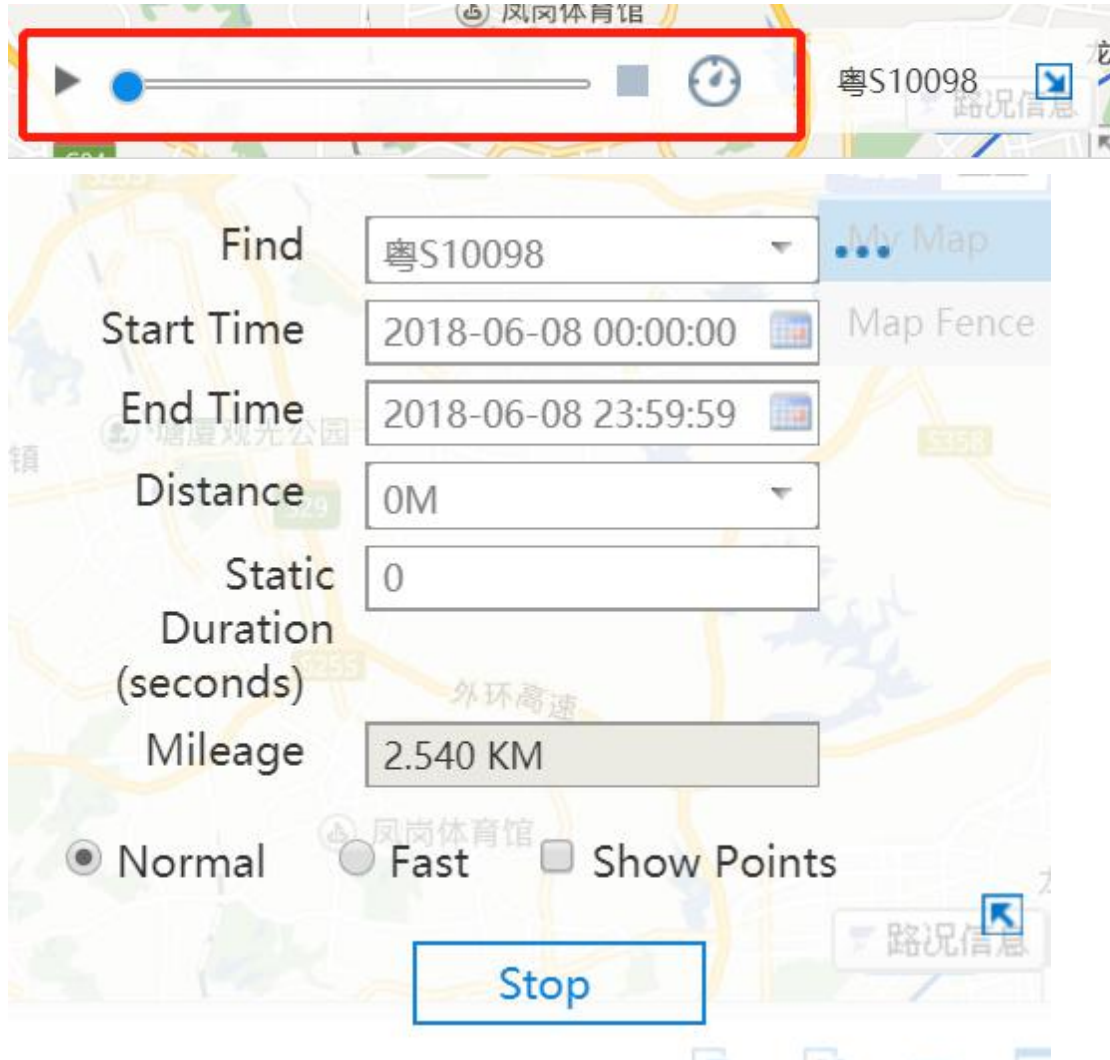 凤岗体育馆
粤S10098
路况信息
Find
粤S10098
My Map
Start Time
2018-06-08 00:00:00
Map Fence
End Time
2018-06-08 23:59:59
塘厦观光公园
S358
镇
Distance
0M
S29
Static
Duration
(seconds)
0
S255
外环高速
Mileage
2.540 KM
凤岗体育馆
Normal
Fast
Show Points
路况信息
Stop